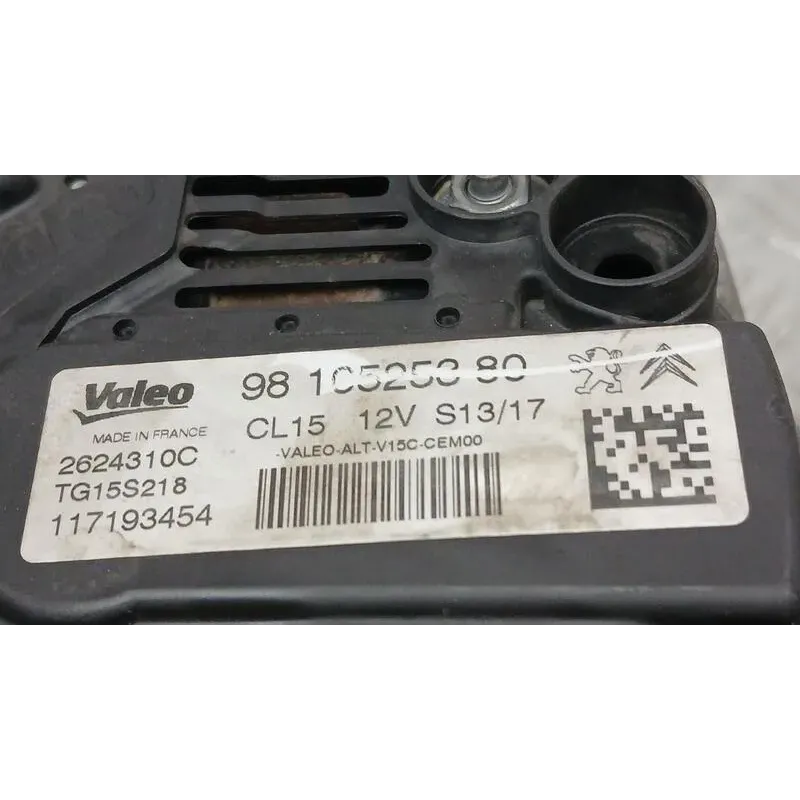 Valeo
98 105253 80
MADE IN FRANCE
CL15 12V S13/17
2624310C
-VALEO-ALT-V15C-CEM00
TG15S218
117193454